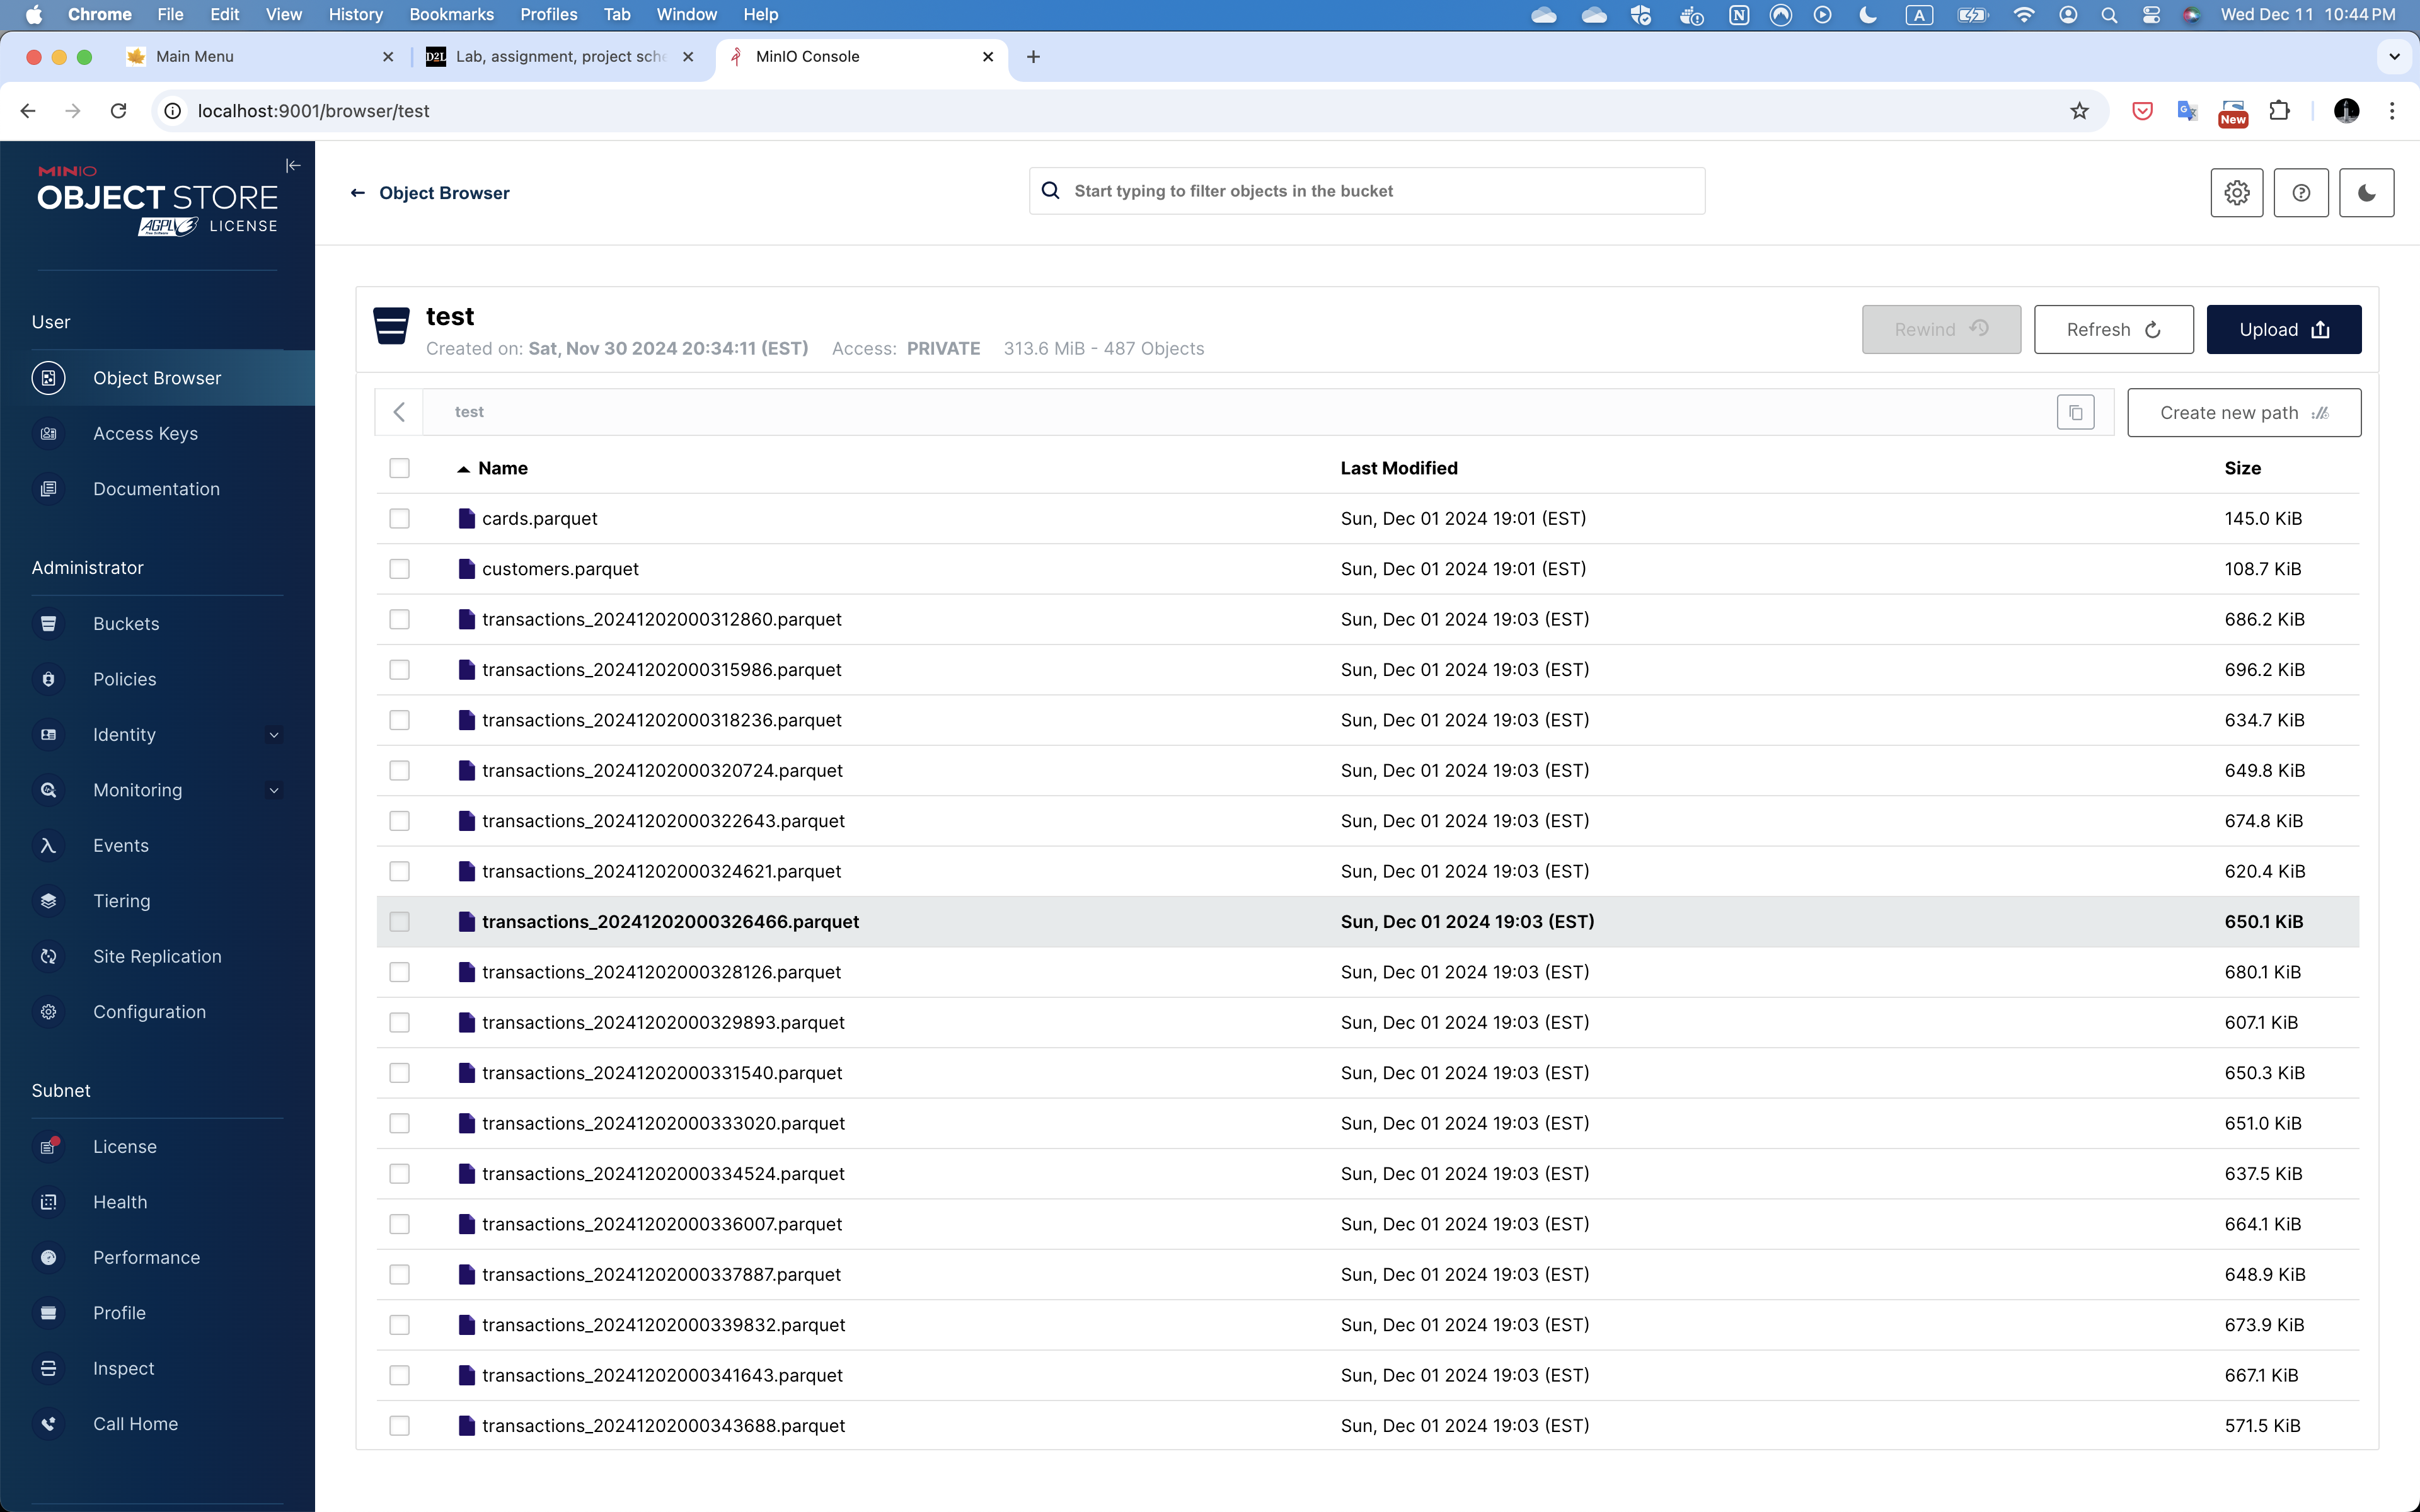 Chrome File Edit View History Bookmarks Profiles Tab Window Help A Wed Dec 11 10:44 PM
Main Menu D2L Lab, assignment, project sche MinIO Console
localhost:9001/browser/test New
MINIO
OBJECT STORE
AGPL v3 LICENSE
Object Browser Start typing to filter objects in the bucket
User
Object Browser
Access Keys
Documentation
Administrator
Buckets
Policies
Identity
Monitoring
Events
Tiering
Site Replication
Configuration
Subnet
License
Health
Performance
Profile
Inspect
Call Home
test
Created on: Sat, Nov 30 2024 20:34:11 (EST) Access: PRIVATE 313.6 MiB - 487 Objects
Rewind Refresh Upload
test Create new path
Name Last Modified Size
cards.parquet Sun, Dec 01 2024 19:01 (EST) 145.0 KiB
customers.parquet Sun, Dec 01 2024 19:01 (EST) 108.7 KiB
transactions_20241202000312860.parquet Sun, Dec 01 2024 19:03 (EST) 686.2 KiB
transactions_20241202000315986.parquet Sun, Dec 01 2024 19:03 (EST) 696.2 KiB
transactions_20241202000318236.parquet Sun, Dec 01 2024 19:03 (EST) 634.7 KiB
transactions_20241202000320724.parquet Sun, Dec 01 2024 19:03 (EST) 649.8 KiB
transactions_20241202000322643.parquet Sun, Dec 01 2024 19:03 (EST) 674.8 KiB
transactions_20241202000324621.parquet Sun, Dec 01 2024 19:03 (EST) 620.4 KiB
transactions_20241202000326466.parquet Sun, Dec 01 2024 19:03 (EST) 650.1 KiB
transactions_20241202000328126.parquet Sun, Dec 01 2024 19:03 (EST) 680.1 KiB
transactions_20241202000329893.parquet Sun, Dec 01 2024 19:03 (EST) 607.1 KiB
transactions_20241202000331540.parquet Sun, Dec 01 2024 19:03 (EST) 650.3 KiB
transactions_20241202000333020.parquet Sun, Dec 01 2024 19:03 (EST) 651.0 KiB
transactions_20241202000334524.parquet Sun, Dec 01 2024 19:03 (EST) 637.5 KiB
transactions_20241202000336007.parquet Sun, Dec 01 2024 19:03 (EST) 664.1 KiB
transactions_20241202000337887.parquet Sun, Dec 01 2024 19:03 (EST) 648.9 KiB
transactions_20241202000339832.parquet Sun, Dec 01 2024 19:03 (EST) 673.9 KiB
transactions_20241202000341643.parquet Sun, Dec 01 2024 19:03 (EST) 667.1 KiB
transactions_20241202000343688.parquet Sun, Dec 01 2024 19:03 (EST) 571.5 KiB